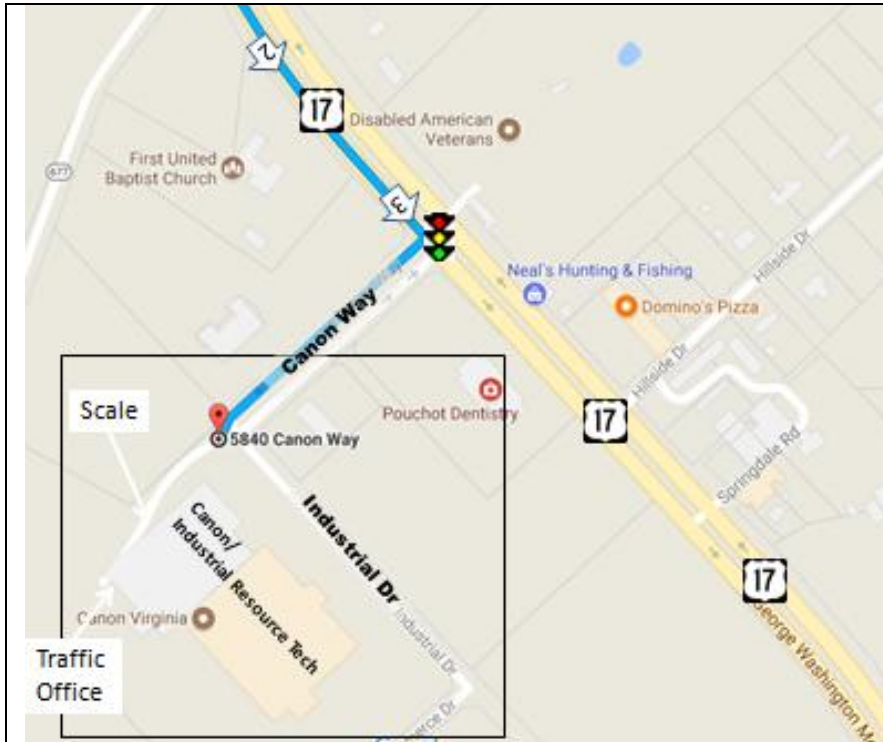 2
17
Disabled American
Veterans
677
First United
Baptist Church
3
Hillside Dr
Neal's Hunting & Fishing
Domino's Pizza
Canon Way
Hillside Dr
Scale
Pouchot Dentistry
17
5840 Canon Way
Springdale Rd
Canon/
Industrial Resource Tech
Industrial Dr
17
Canon Virginia
Industrial Dr
George Washington
Traffic
Office